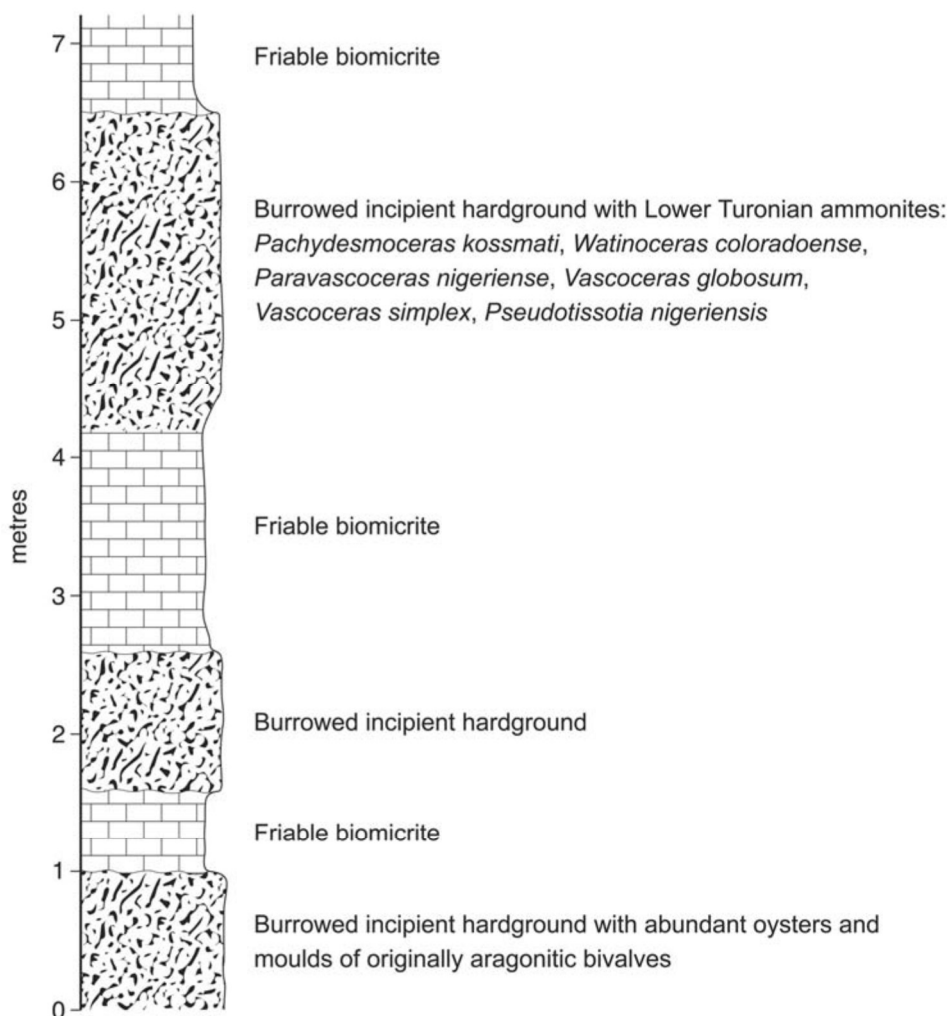 7
Friable biomicrite
6
Burrowed incipient hardground with Lower Turonian ammonites:
Pachydesmoceras kossmati, Watinoceras coloradoense,
Paravascoceras nigeriense, Vascoceras globosum,
Vascoceras simplex, Pseudotissotia nigeriensis
5
4
metres
Friable biomicrite
3
2
Burrowed incipient hardground
Friable biomicrite
1
Burrowed incipient hardground with abundant oysters and
moulds of originally aragonitic bivalves
0